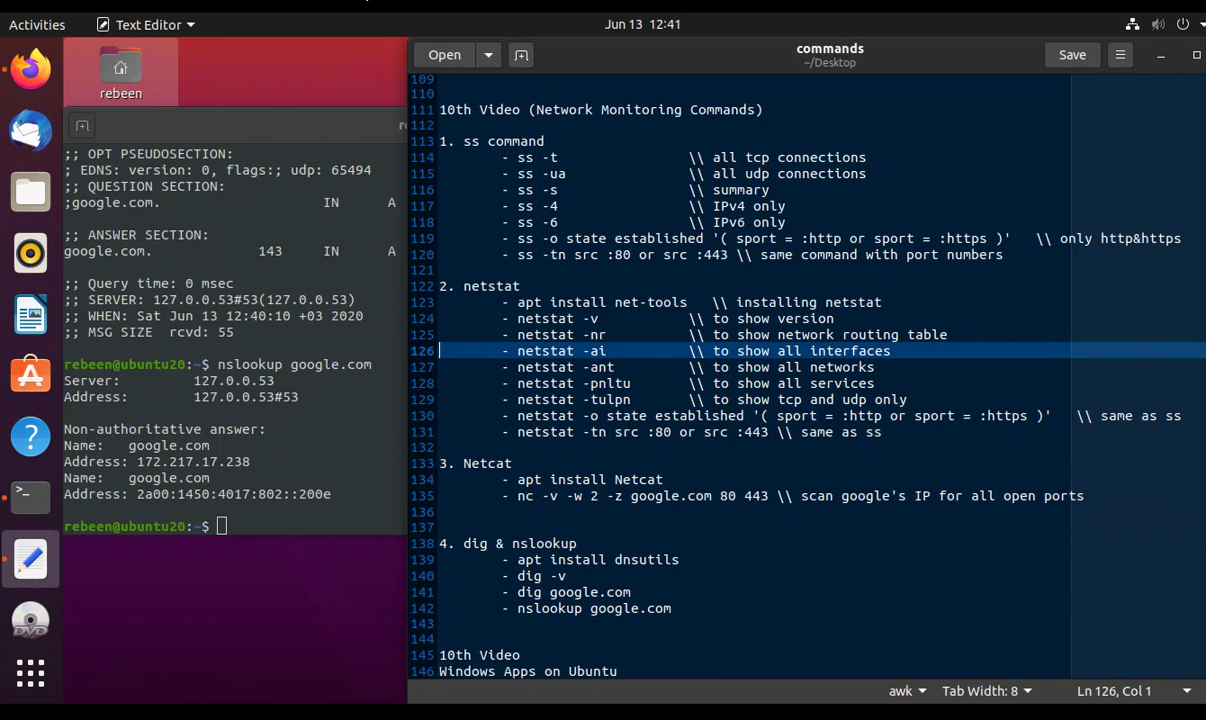 Activities
Text Editor
Jun 13 12:41
rebeen
;; OPT PSEUDOSECTION:
; EDNS: version: 0, flags:; udp: 65494
;; QUESTION SECTION:
;google.com. IN A
;; ANSWER SECTION:
google.com. 143 IN A
;; Query time: 0 msec
;; SERVER: 127.0.0.53#53(127.0.0.53)
;; WHEN: Sat Jun 13 12:40:10 +03 2020
;; MSG SIZE rcvd: 55
rebeen@ubuntu20:~$ nslookup google.com
Server: 127.0.0.53
Address: 127.0.0.53#53
Non-authoritative answer:
Name: google.com
Address: 172.217.17.238
Name: google.com
Address: 2a00:1450:4017:802::200e
rebeen@ubuntu20:~$
Open
commands
~/Desktop
Save
109
110
111 10th Video (Network Monitoring Commands)
112
113 1. ss command
114 - ss -t \\ all tcp connections
115 - ss -ua \\ all udp connections
116 - ss -s \\ summary
117 - ss -4 \\ IPv4 only
118 - ss -6 \\ IPv6 only
119 - ss -o state established '( sport = :http or sport = :https )' \\ only http&https
120 - ss -tn src :80 or src :443 \\ same command with port numbers
121
122 2. netstat
123 - apt install net-tools \\ installing netstat
124 - netstat -v \\ to show version
125 - netstat -nr \\ to show network routing table
126 - netstat -ai \\ to show all interfaces
127 - netstat -ant \\ to show all networks
128 - netstat -pnltu \\ to show all services
129 - netstat -tulpn \\ to show tcp and udp only
130 - netstat -o state established '( sport = :http or sport = :https )' \\ same as ss
131 - netstat -tn src :80 or src :443 \\ same as ss
132
133 3. Netcat
134 - apt install Netcat
135 - nc -v -w 2 -z google.com 80 443 \\ scan google's IP for all open ports
136
137
138 4. dig & nslookup
139 - apt install dnsutils
140 - dig -v
141 - dig google.com
142 - nslookup google.com
143
144
145 10th Video
146 Windows Apps on Ubuntu
awk
Tab Width: 8
Ln 126, Col 1